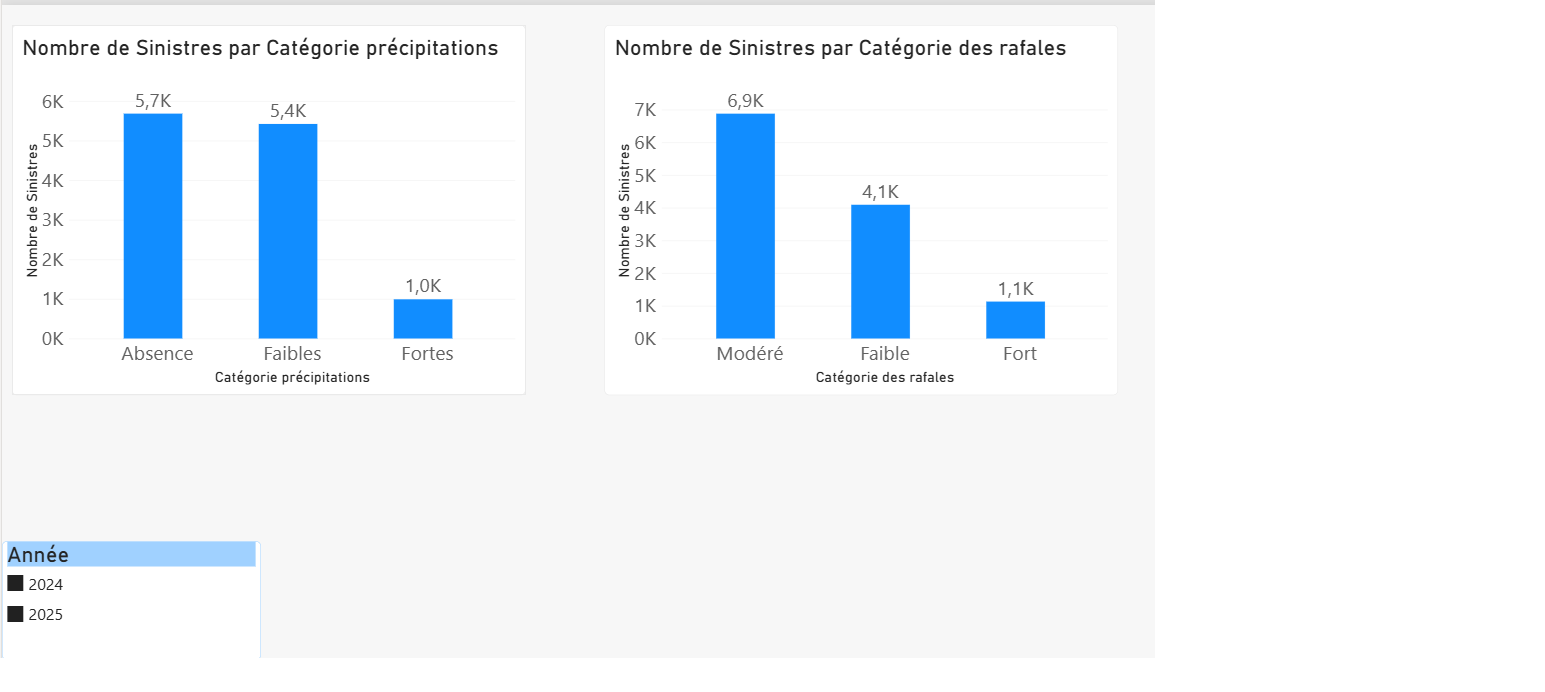 Nombre de Sinistres par Catégorie précipitations
6K
5K
4K
3K
2K
1K
0K
Nombre de Sinistres
5,7K
5,4K
1,0K
Absence Faibles Fortes
Catégorie précipitations
Nombre de Sinistres par Catégorie des rafales
7K
6K
5K
4K
3K
2K
1K
0K
Nombre de Sinistres
6,9K
4,1K
1,1K
Modéré Faible Fort
Catégorie des rafales
Année
2024
2025